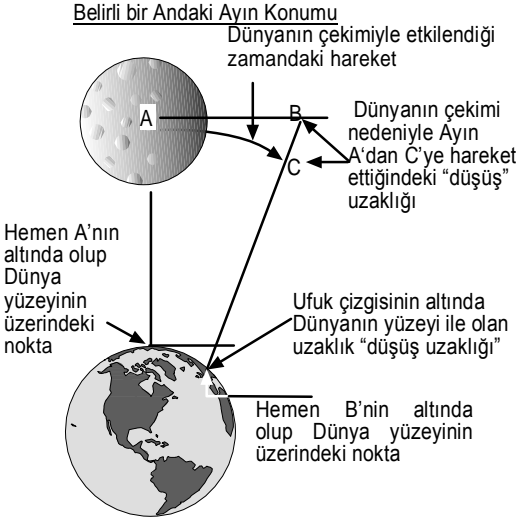 Belirli bir Andaki Ayın Konumu
Dünyanın çekimiyle etkilendiği
zamandaki hareket
A
B
C
Dünyanın çekimi
nedeniyle Ayın
A‘dan C’ye hareket
ettiğindeki “düşüş”
uzaklığı
Hemen A’nın
altında olup
Dünya
yüzeyinin
üzerindeki
nokta
Ufuk çizgisinin altında
Dünyanın yüzeyi ile olan
uzaklık “düşüş uzaklığı”
Hemen B’nin altında
olup Dünya yüzeyinin
üzerindeki nokta